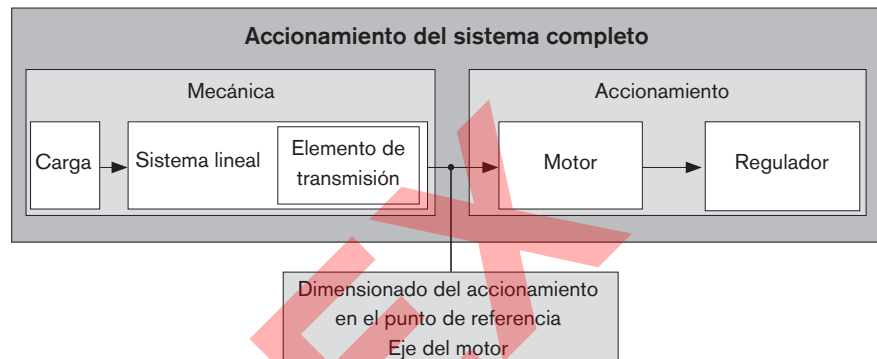 Accionamiento del sistema completo
Mecánica
Accionamiento
Carga
Sistema lineal
Elemento de
transmisión
Motor
Regulador
Dimensionado del accionamiento
en el punto de referencia
Eje del motor